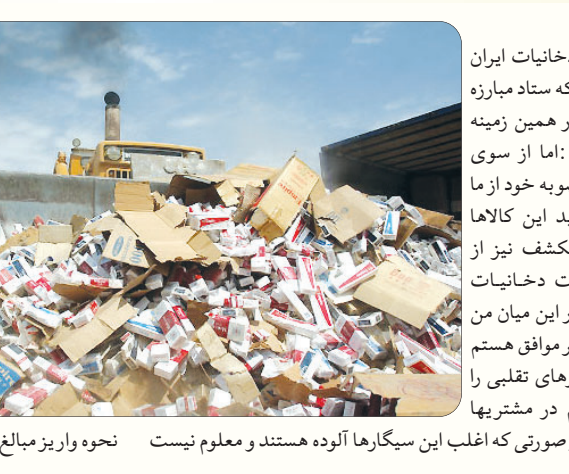 دخانیات ایران
که ستاد مبارزه
ر همین زمینه
:اما از سوی
صوبه خود از ما
ید این کالاها
کشف نیز از
ت دخانیات
ر این میان من
ر موافق هستم
رهای تقلبی را
م در مشتریها
صورتی که اغلب این سیگارها آلوده هستند و معلوم نیست
نحوه واریز مبالغ